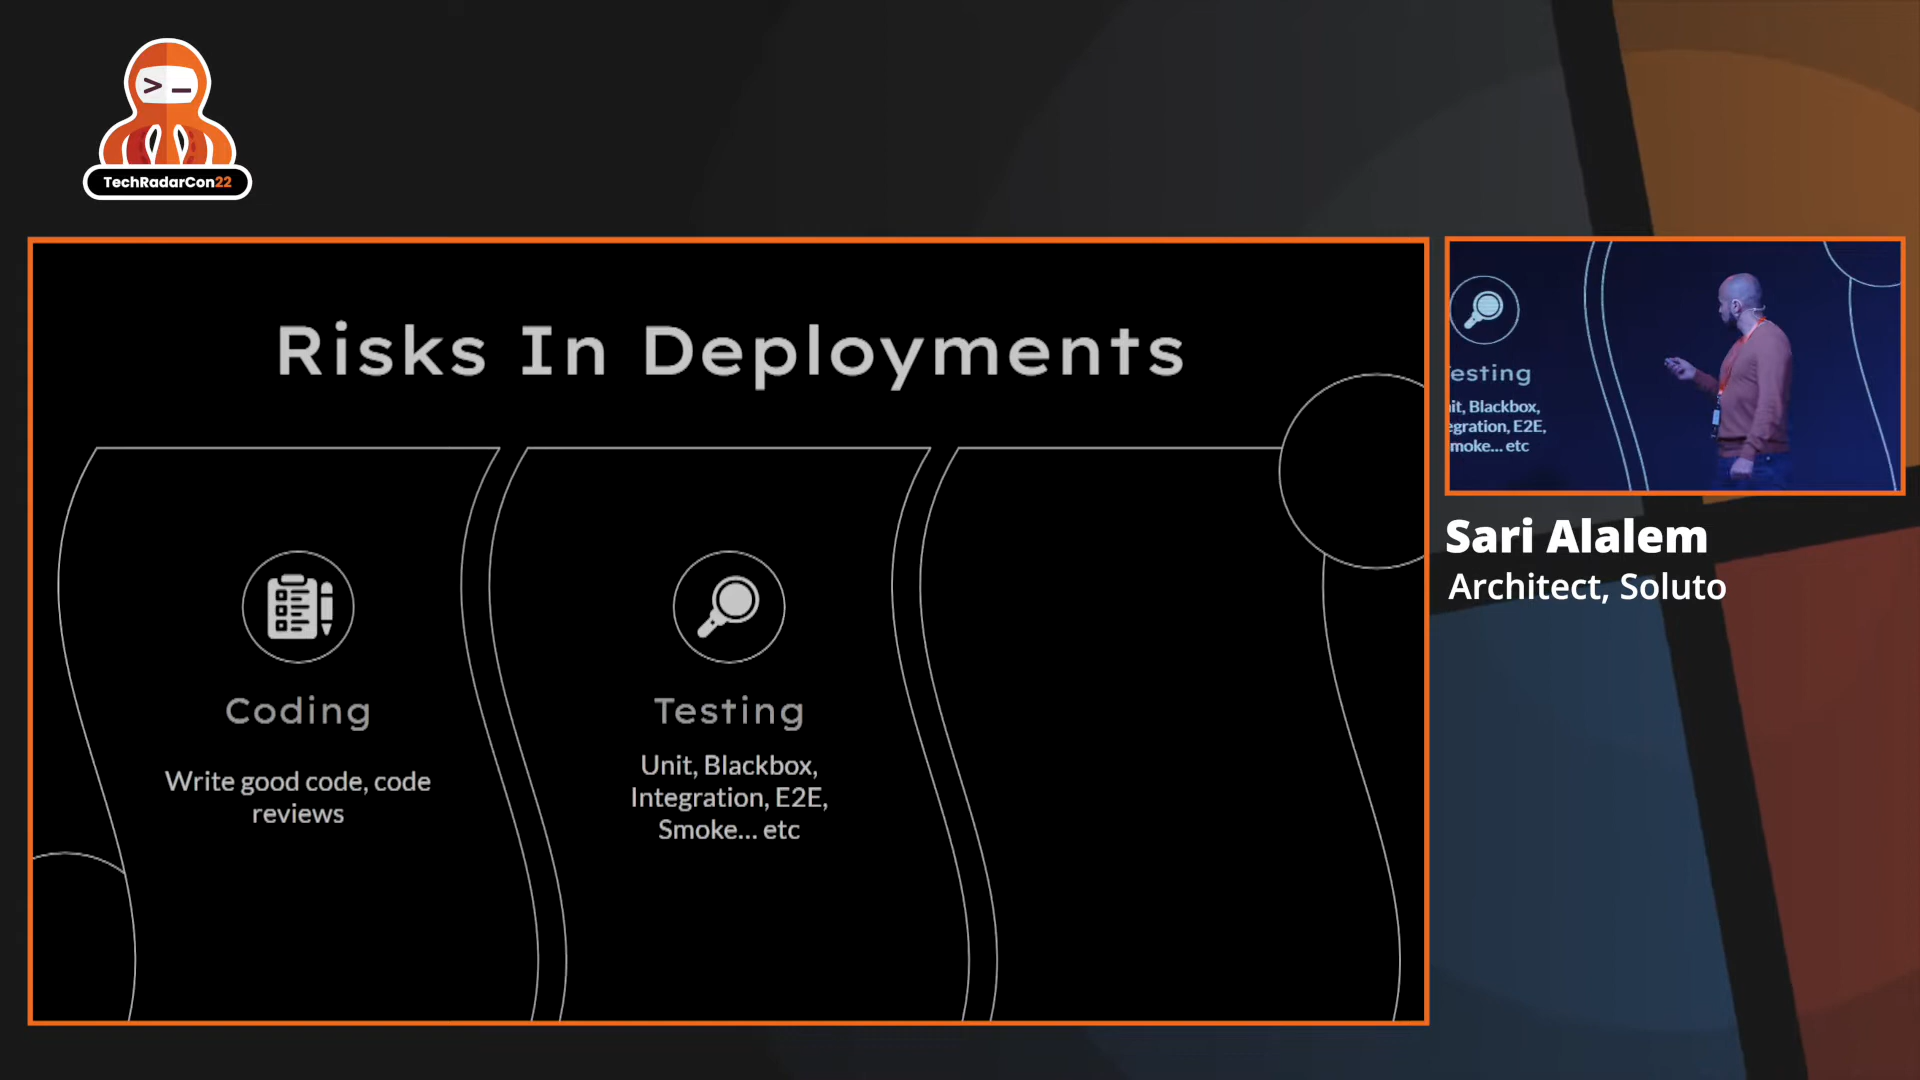 >_
TechRadarCon22
Risks In Deployments
Coding
Write good code, code
reviews
Testing
Unit, Blackbox,
Integration, E2E,
Smoke... etc
esting
it, Blackbox,
egration, E2E,
moke... etc
Sari Alalem
Architect, Soluto